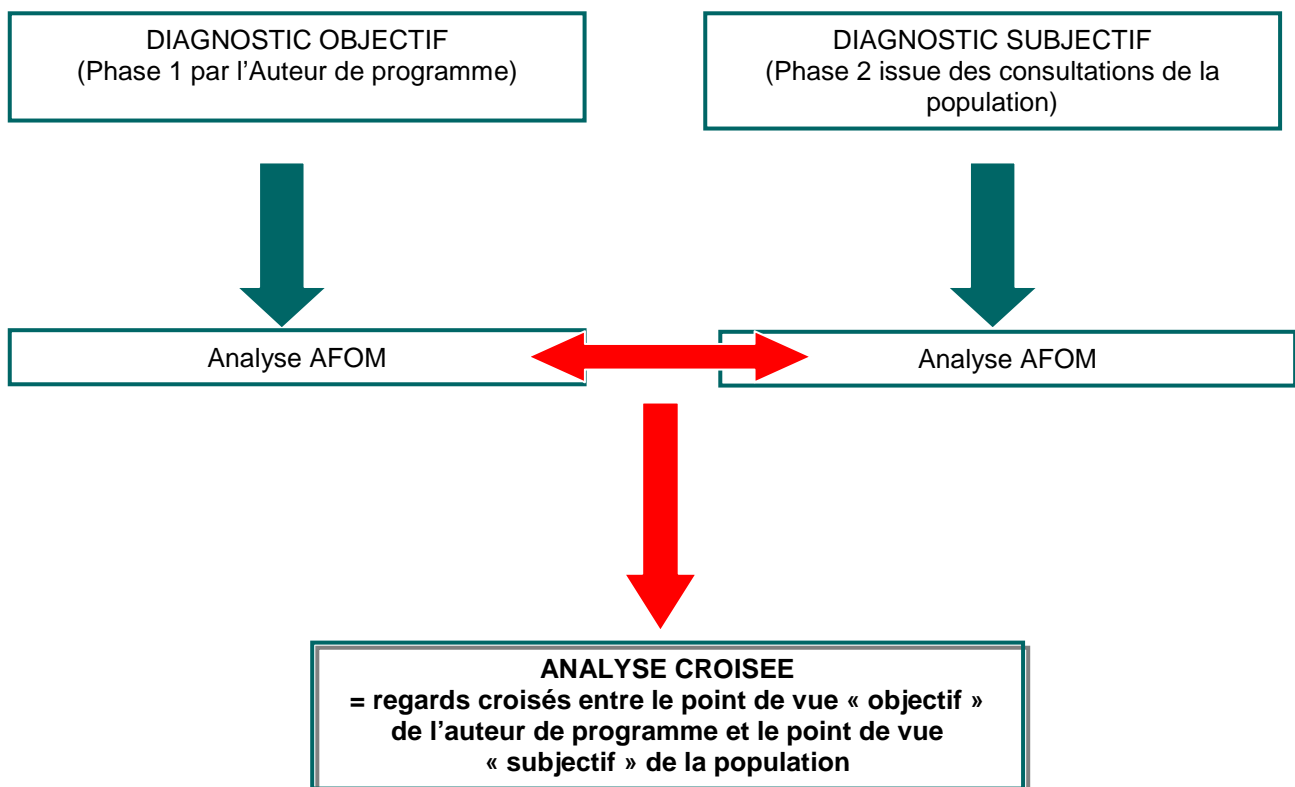 DIAGNOSTIC OBJECTIF
(Phase 1 par l’Auteur de programme)
DIAGNOSTIC SUBJECTIF
(Phase 2 issue des consultations de la
population)
Analyse AFOM
Analyse AFOM
ANALYSE CROISEE
= regards croisés entre le point de vue « objectif »
de l’auteur de programme et le point de vue
« subjectif » de la population